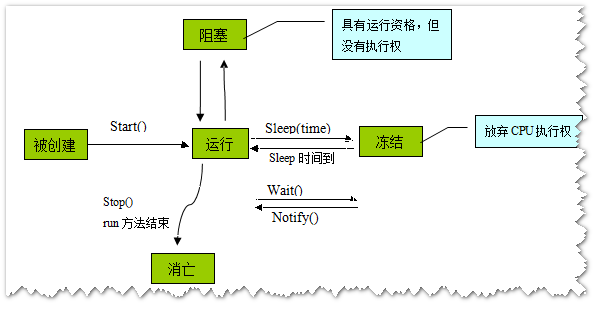 阻塞
具有运行资格，但
没有执行权
Start()
被创建
运行
Sleep(time)
Sleep 时间到
冻结
放弃 CPU 执行权
Wait()
Notify()
Stop()
run 方法结束
消亡